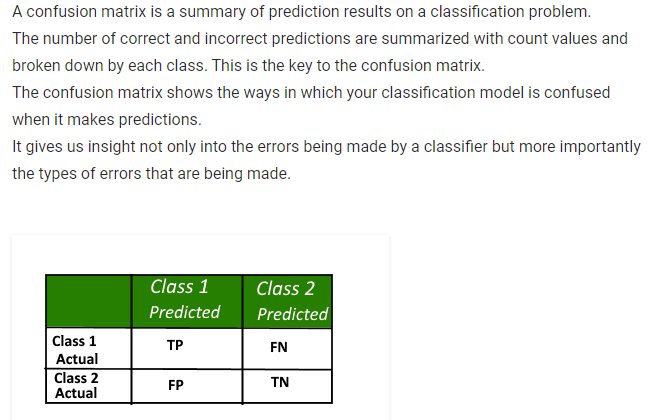 A confusion matrix is a summary of prediction results on a classification problem.
The number of correct and incorrect predictions are summarized with count values and
broken down by each class. This is the key to the confusion matrix.
The confusion matrix shows the ways in which your classification model is confused
when it makes predictions.
It gives us insight not only into the errors being made by a classifier but more importantly
the types of errors that are being made.
Class 1 Class 2
Predicted Predicted
Class 1 TP FN
Actual
Class 2 FP TN
Actual